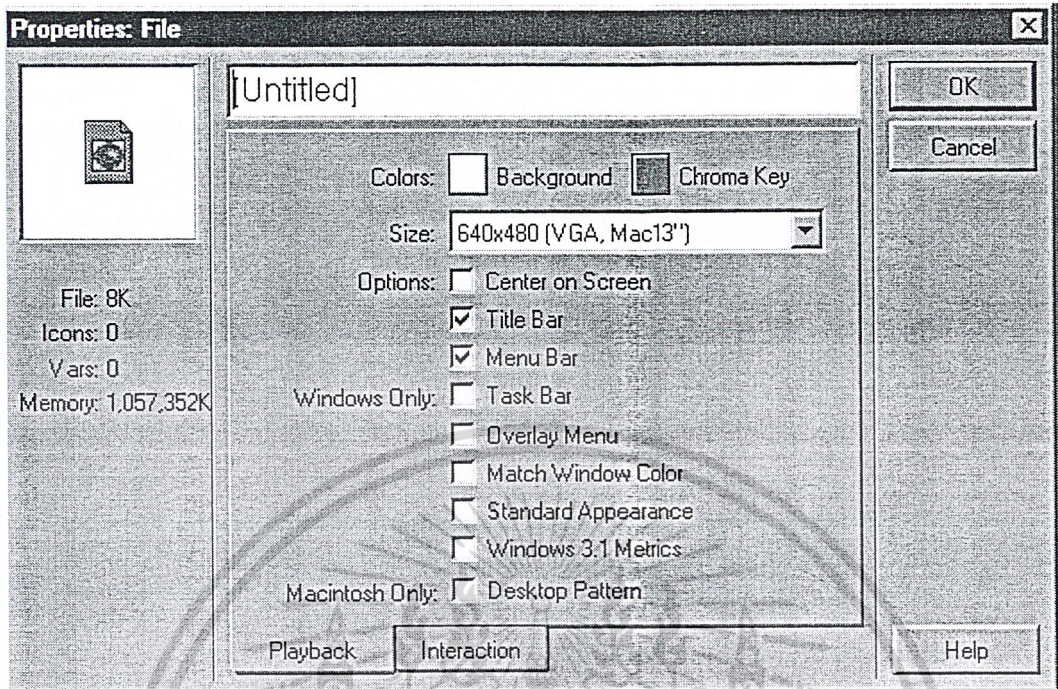 Properties: File
[Untitled]
OK
Cancel
Colors: Background Chroma Key
Size: 640x480 (VGA, Mac13")
Options: Center on Screen
Title Bar
Menu Bar
Windows Only: Task Bar
Overlay Menu
Match Window Color
Standard Appearance
Windows 3.1 Metrics
Macintosh Only: Desktop Pattern
File: 8K
Icons: 0
Vars: 0
Memory: 1,057,352K
Playback Interaction
Help